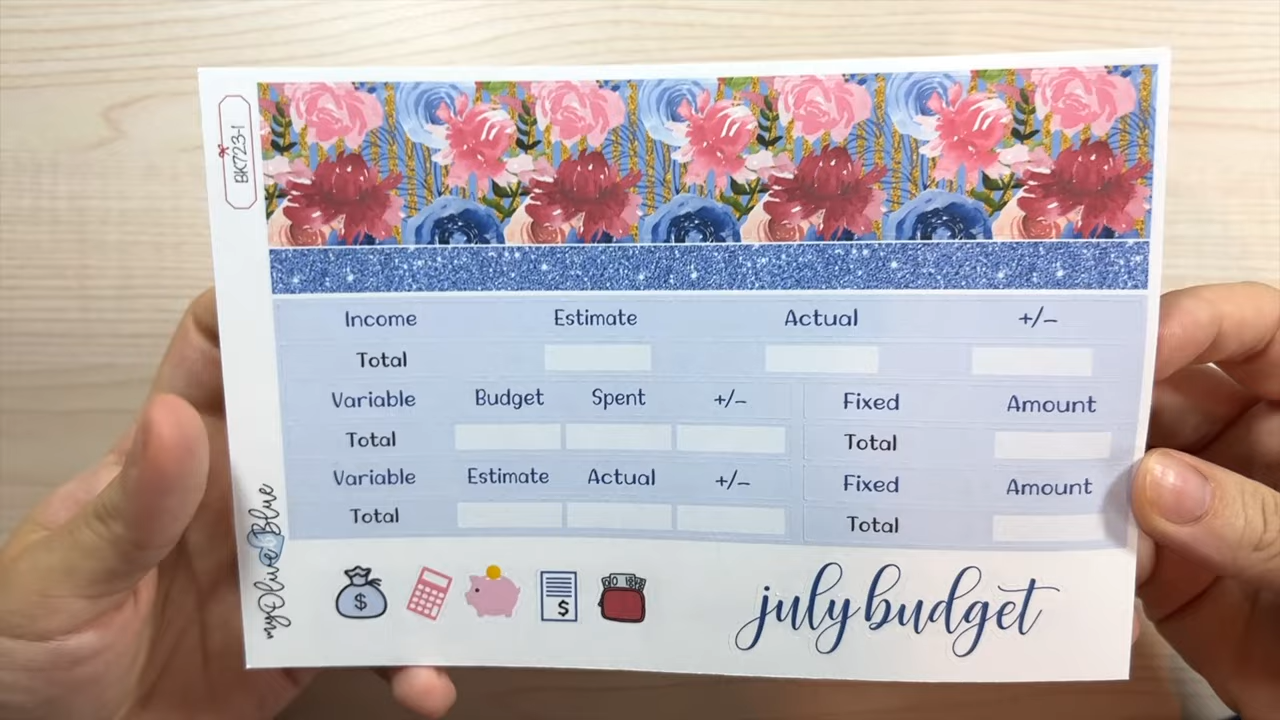 BK723-1
Income Estimate Actual +/-
Total
Variable Budget Spent +/- Fixed Amount
Total Total
Variable Estimate Actual +/- Fixed Amount
Total Total
myOliveBlue
$ $
july budget